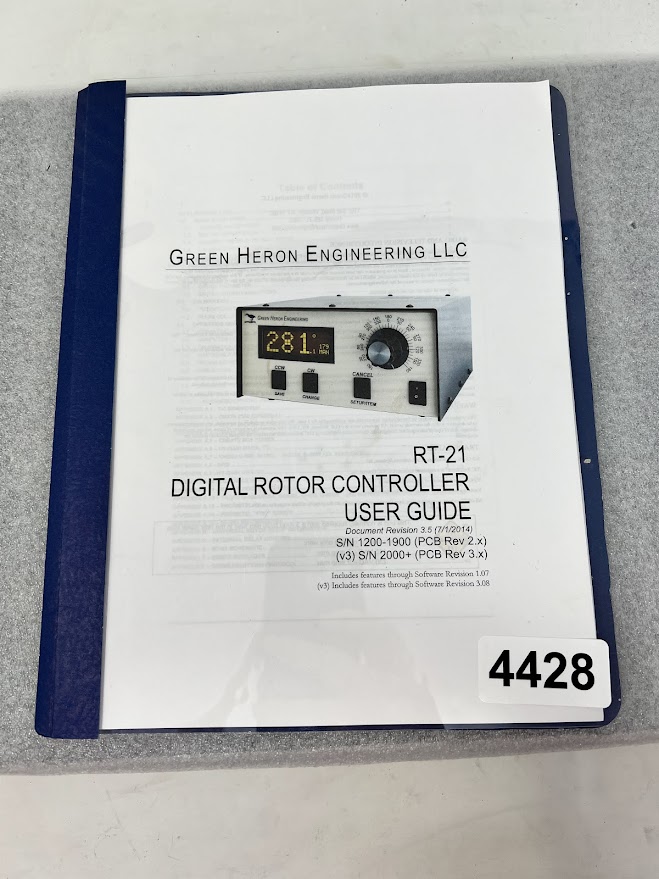 Table of Contents
GREEN HERON ENGINEERING LLC
GREEN HERON ENGINEERING
281°
.1
179
MAN
CCW
CW
CANCEL
SAVE
CHANGE
SETUP/ITEM
RT-21
DIGITAL ROTOR CONTROLLER
USER GUIDE
Document Revision 3.5 (7/1/2014)
S/N 1200-1900 (PCB Rev 2.x)
(v3) S/N 2000+ (PCB Rev 3.x)
Includes features through Software Revision 1.07
(v3) Includes features through Software Revision 3.08
4428